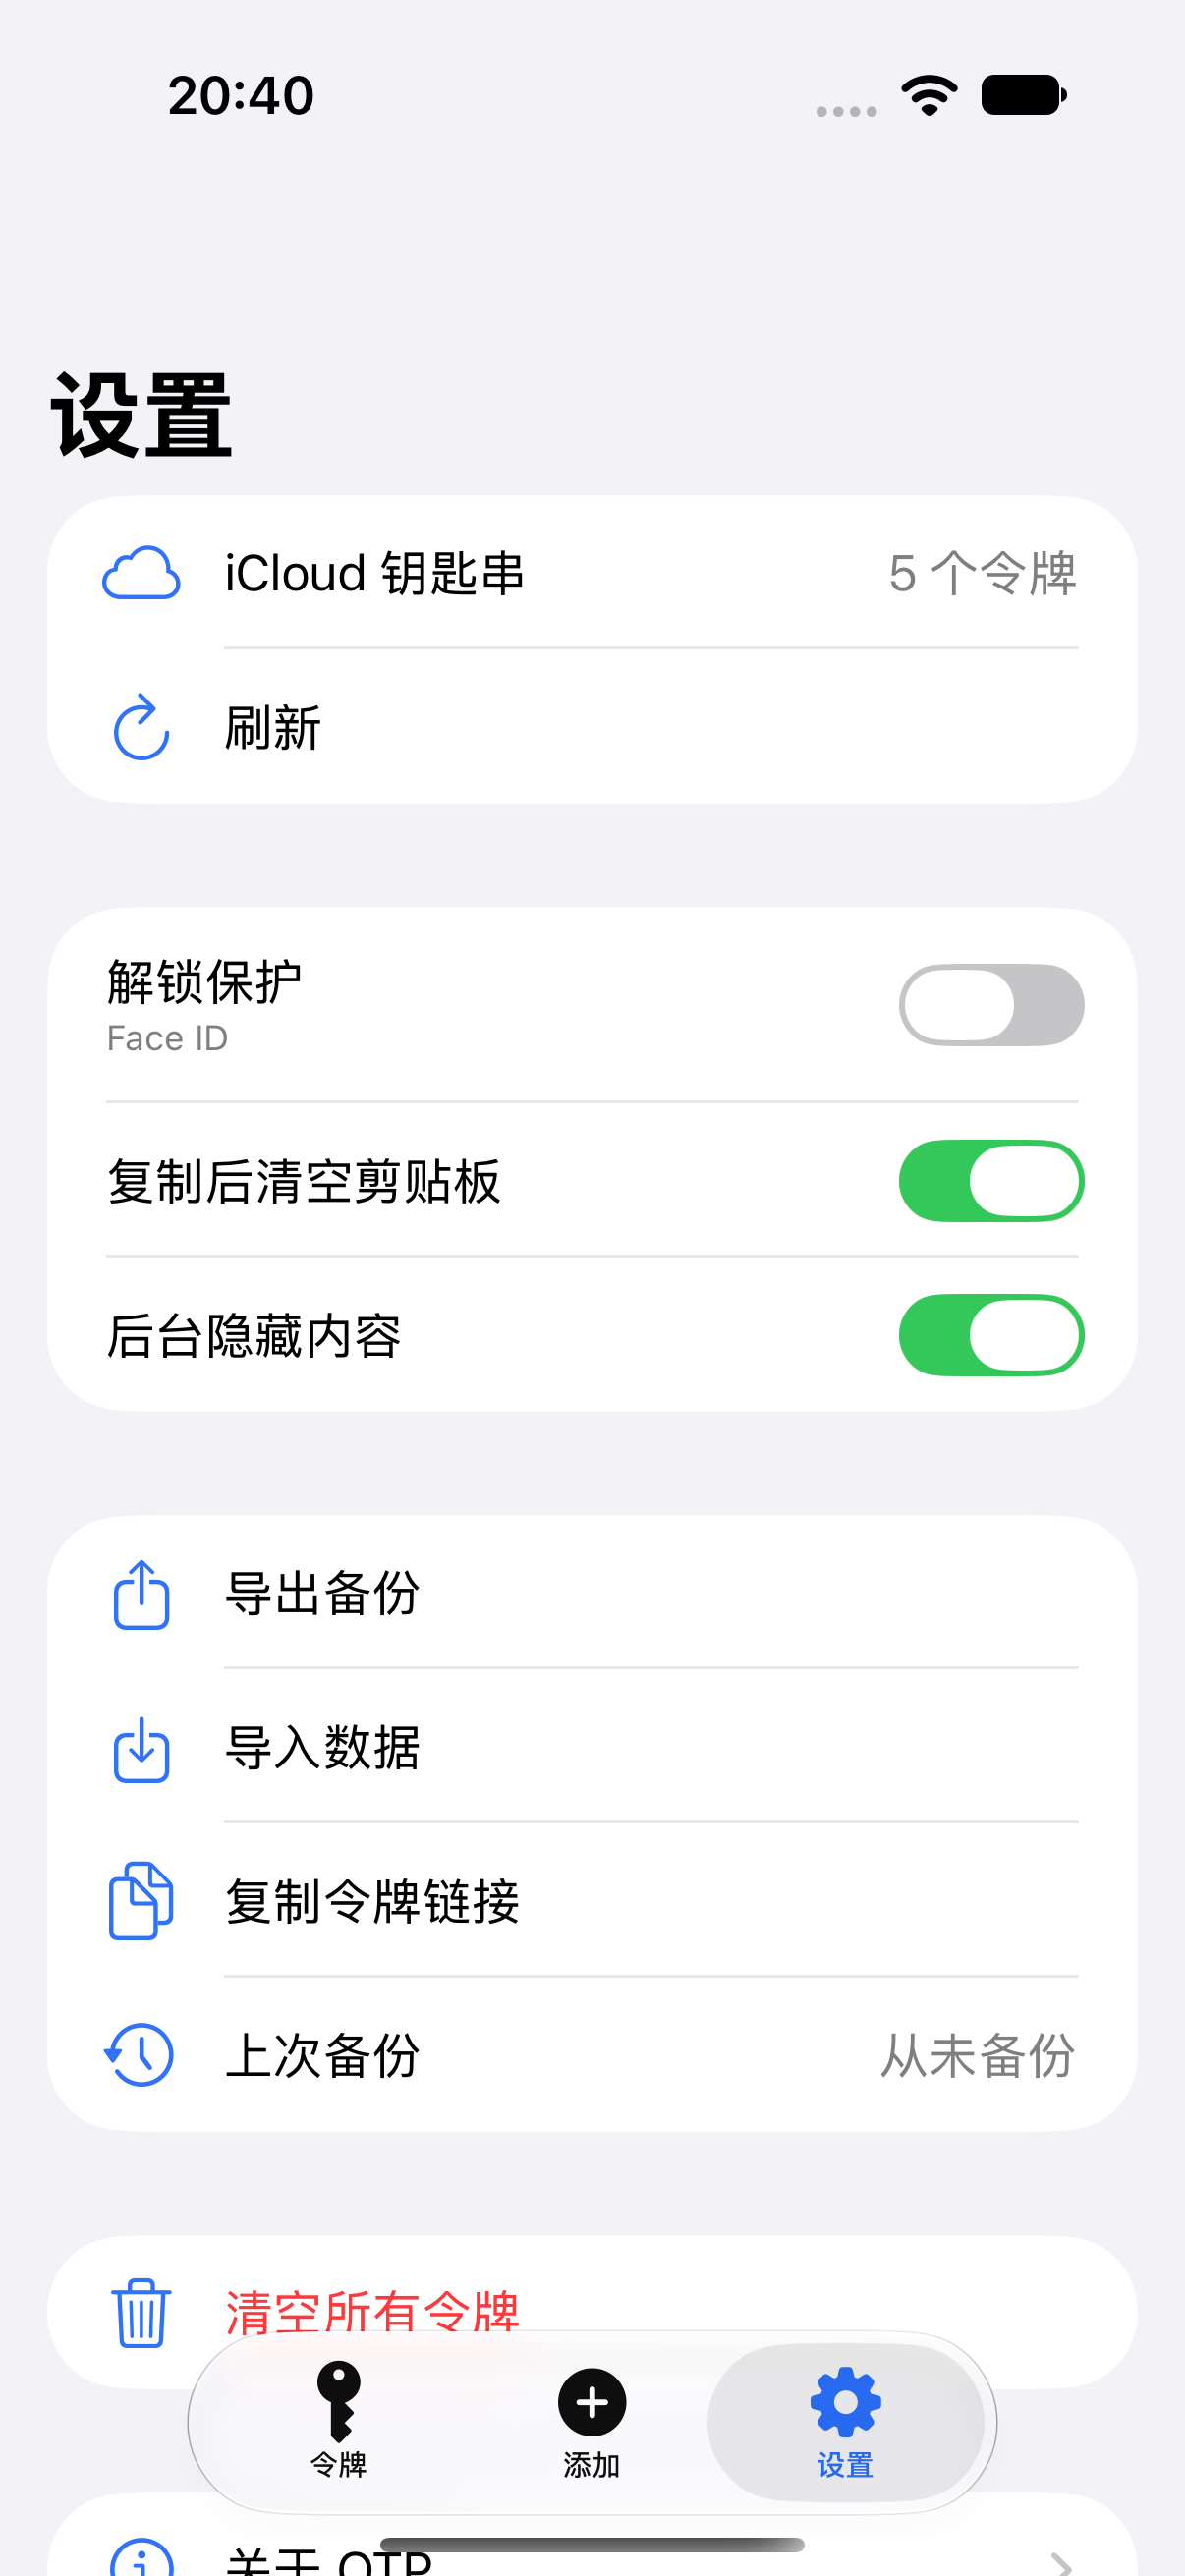 20:40
设置
iCloud 钥匙串
5 个令牌
刷新
解锁保护
Face ID
复制后清空剪贴板
后台隐藏内容
导出备份
导入数据
复制令牌链接
上次备份
从未备份
清空所有令牌
令牌
添加
设置
关于 OTP